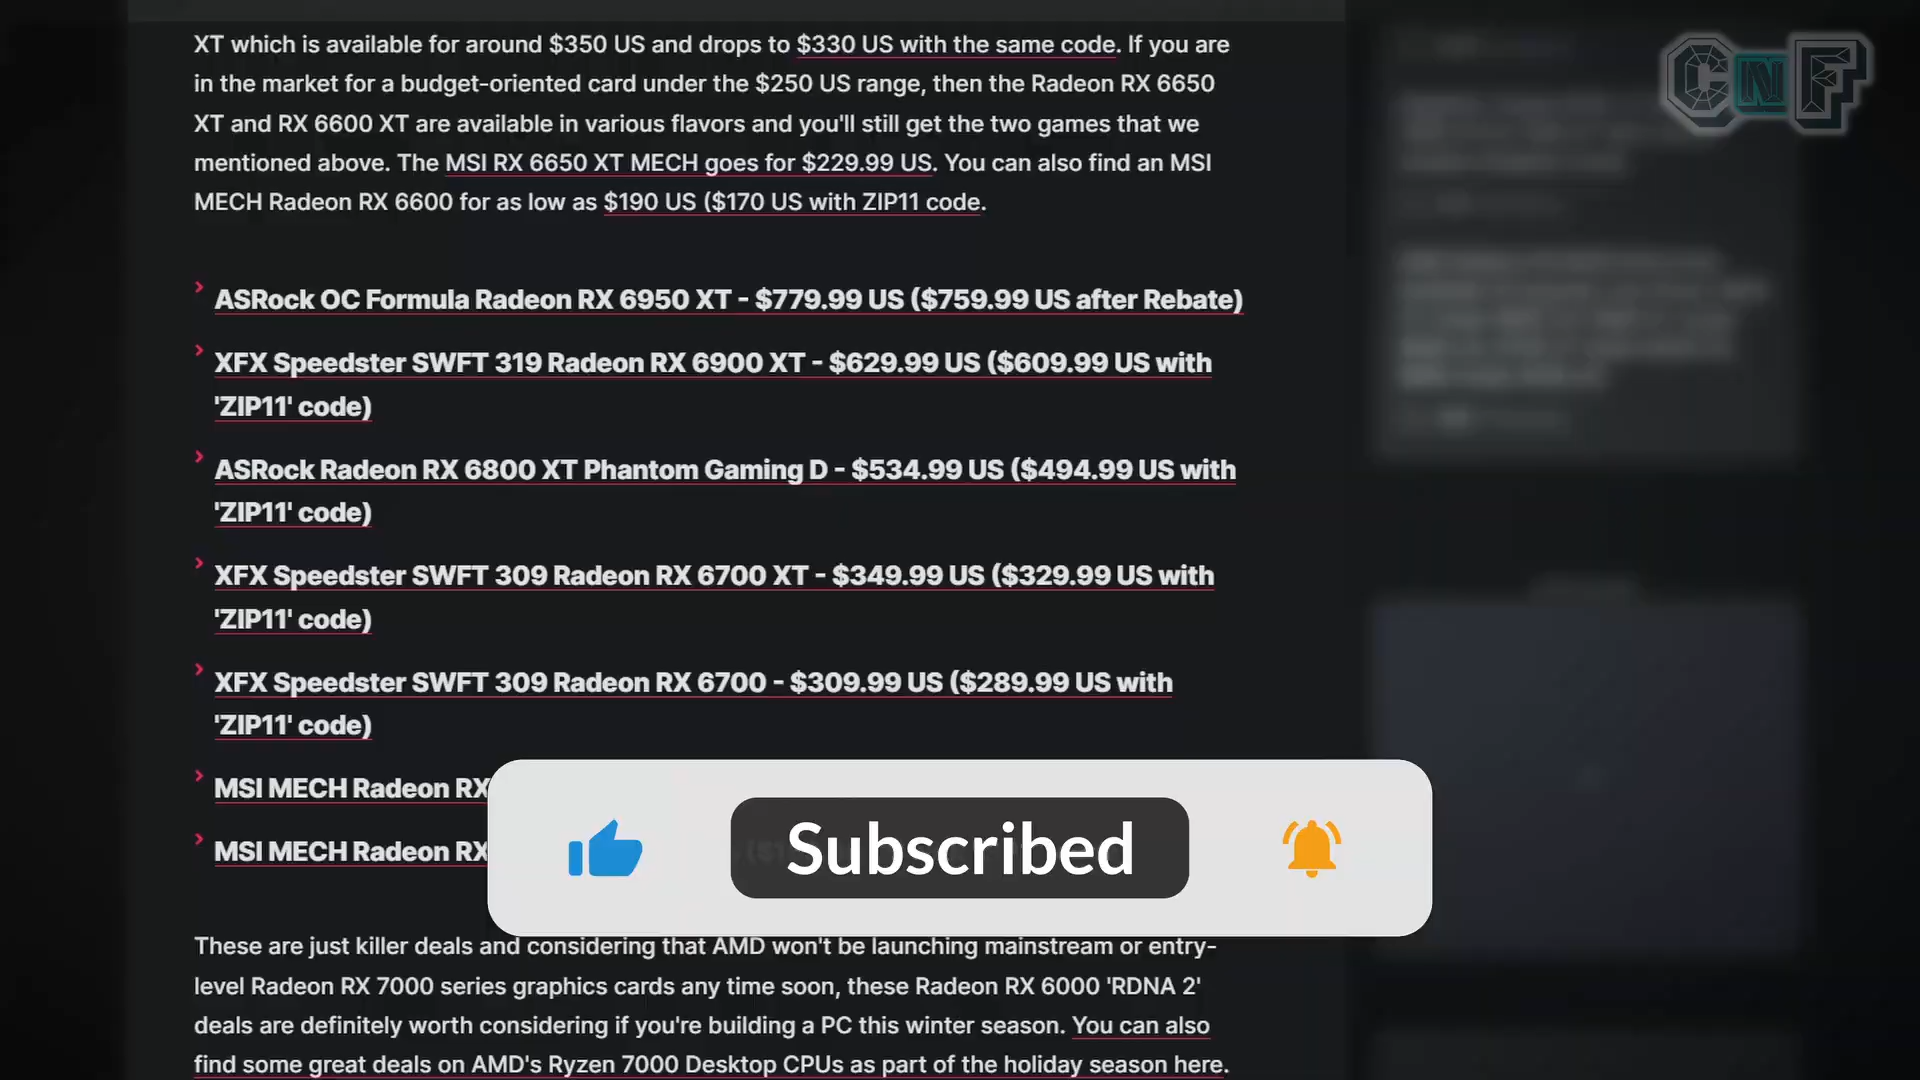 XT which is available for around $350 US and drops to $330 US with the same code. If you are
in the market for a budget-oriented card under the $250 US range, then the Radeon RX 6650
XT and RX 6600 XT are available in various flavors and you'll still get the two games that we
mentioned above. The MSI RX 6650 XT MECH goes for $229.99 US. You can also find an MSI
MECH Radeon RX 6600 for as low as $190 US ($170 US with ZIP11 code.
ASRock OC Formula Radeon RX 6950 XT - $779.99 US ($759.99 US after Rebate)
XFX Speedster SWFT 319 Radeon RX 6900 XT - $629.99 US ($609.99 US with
'ZIP11' code)
ASRock Radeon RX 6800 XT Phantom Gaming D - $534.99 US ($494.99 US with
'ZIP11' code)
XFX Speedster SWFT 309 Radeon RX 6700 XT - $349.99 US ($329.99 US with
'ZIP11' code)
XFX Speedster SWFT 309 Radeon RX 6700 - $309.99 US ($289.99 US with
'ZIP11' code)
MSI MECH Radeon RX
MSI MECH Radeon RX
Subscribed
These are just killer deals and considering that AMD won't be launching mainstream or entry-
level Radeon RX 7000 series graphics cards any time soon, these Radeon RX 6000 'RDNA 2'
deals are definitely worth considering if you're building a PC this winter season. You can also
find some great deals on AMD's Ryzen 7000 Desktop CPUs as part of the holiday season here.
CNF